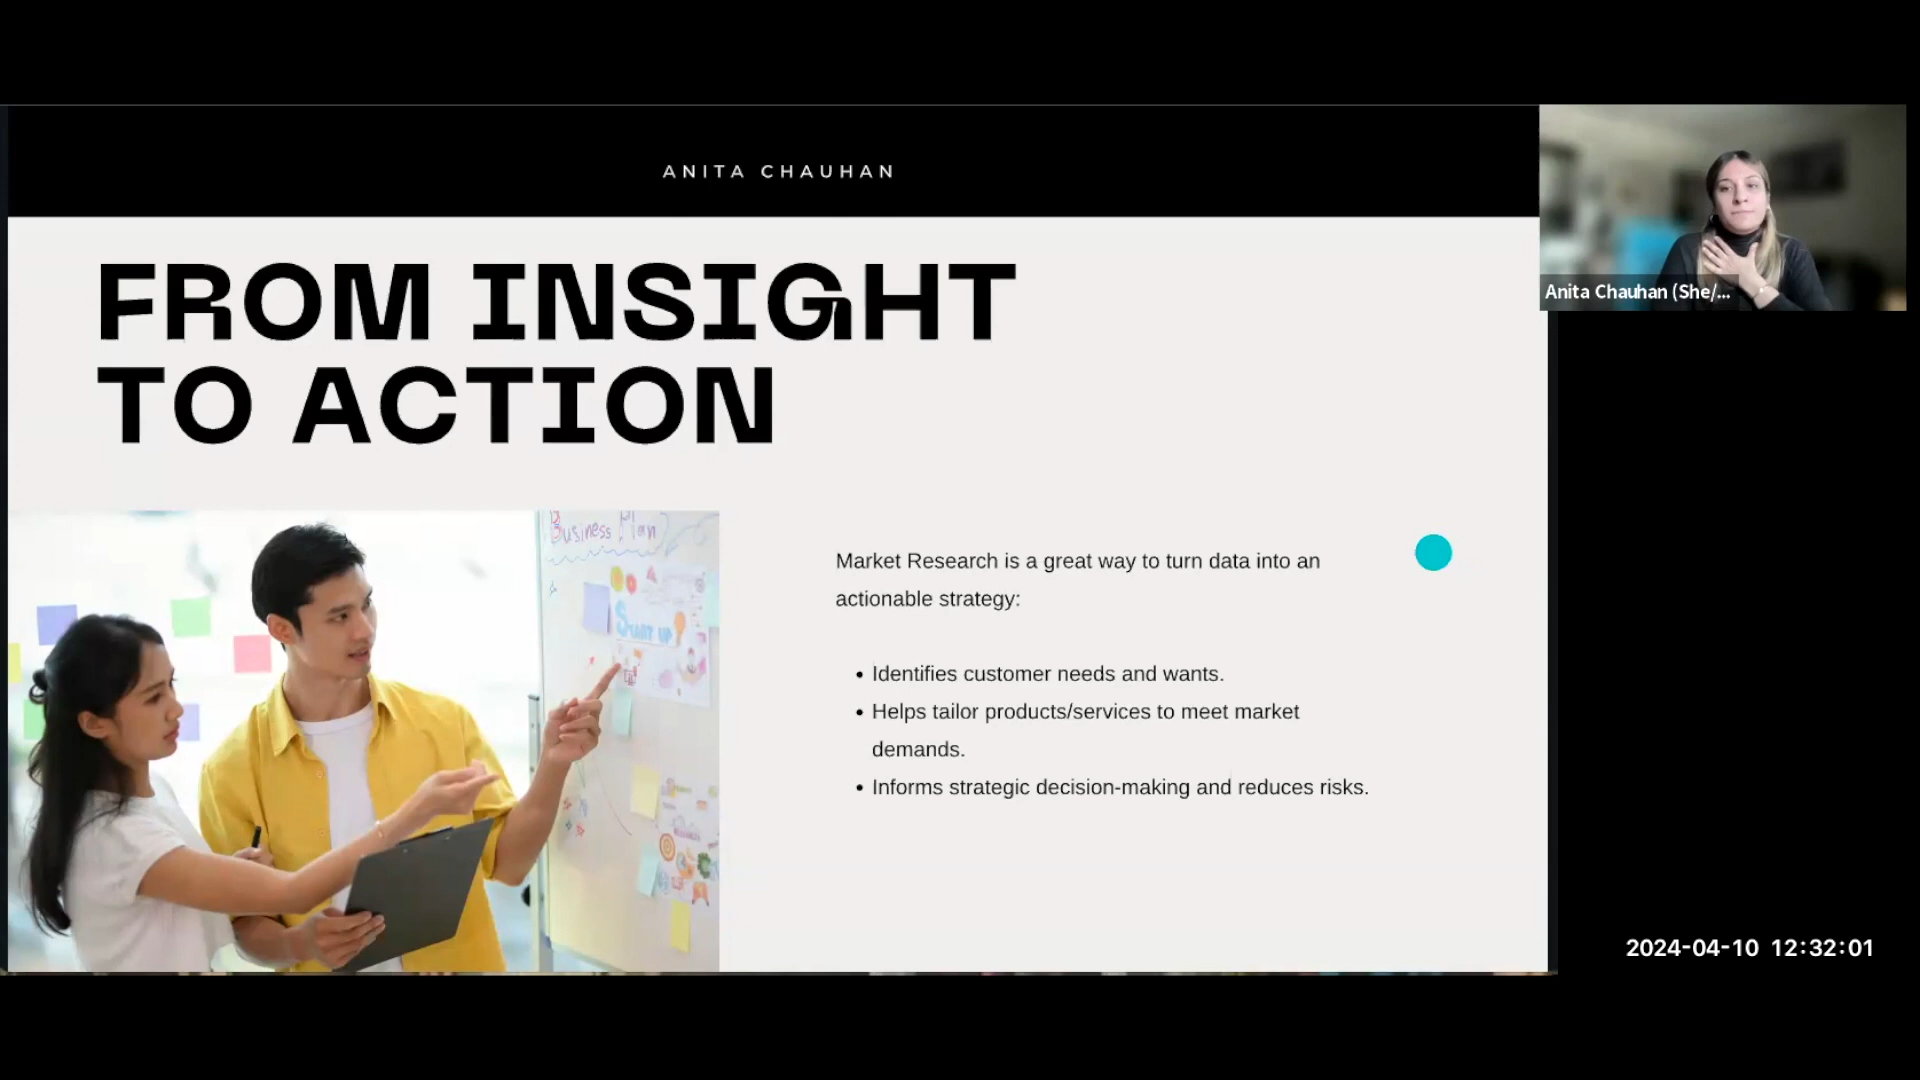 ANITA CHAUHAN
Anita Chauhan (She/...
FROM INSIGHT
TO ACTION
Business Plan
START UP
Market Research is a great way to turn data into an
actionable strategy:
• Identifies customer needs and wants.
• Helps tailor products/services to meet market
demands.
• Informs strategic decision-making and reduces risks.
2024-04-10 12:32:01